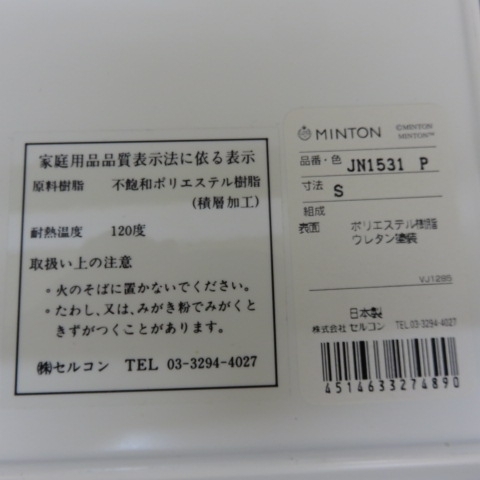 家庭用品品質表示法に依る表示
原料樹脂 不飽和ポリエステル樹脂
(積層加工)
耐熱温度 120度
取扱い上の注意
・火のそばに置かないでください。
・たわし、又は、みがき粉でみがくと
きずがつくことがあります。
㈱セルコン TEL 03-3294-4027
MINTON ©MINTON
MINTON™
品番・色 JN1531 P
寸法 S
組成
表面 ポリエステル樹脂
ウレタン塗装
VJ1285
日本製
株式会社 セルコン TEL 03-3294-4027
4514633274890